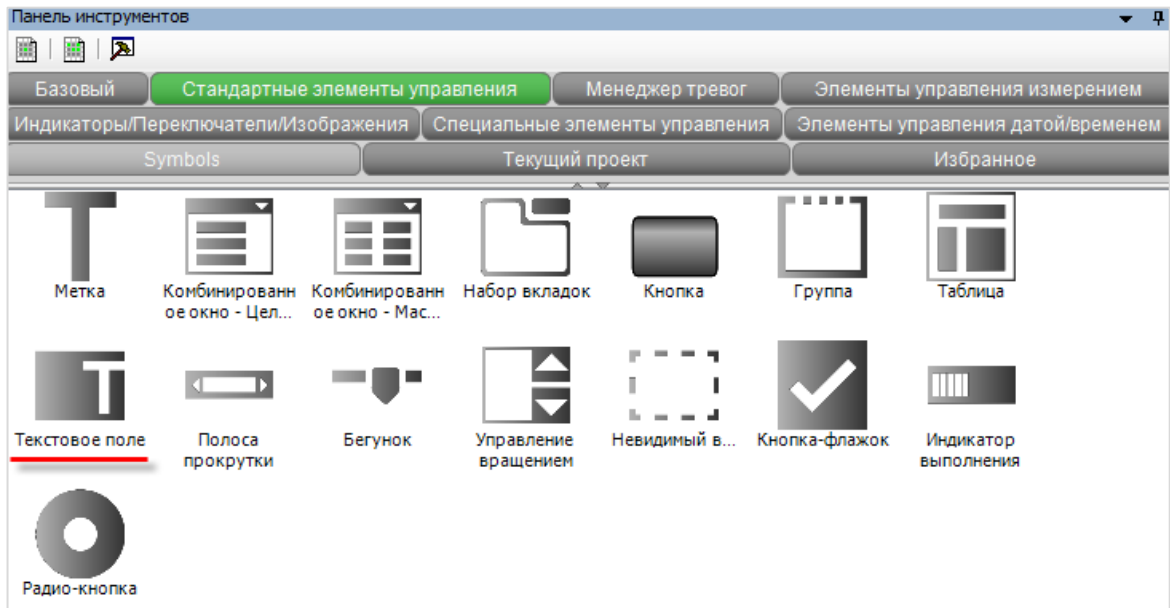 Панель инструментов
Базовый Стандартные элементы управления Менеджер тревог Элементы управления измерением
Индикаторы/Переключатели/Изображения Специальные элементы управления Элементы управления датой/временем
Symbols Текущий проект Избранное
Метка Комбинированн Комбинированн Набор вкладок Кнопка Группа Таблица
ое окно - Цел... ое окно - Мас...
Текстовое поле Полоса Бегунок Управление Невидимый в... Кнопка-флажок Индикатор
прокрутки вращением выполнения
Радио-кнопка